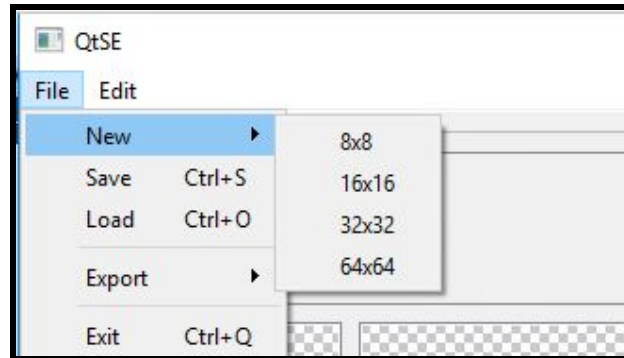 QtSE
File Edit
New
Save Ctrl+S
Load Ctrl+O
Export
Exit Ctrl+Q
8x8
16x16
32x32
64x64